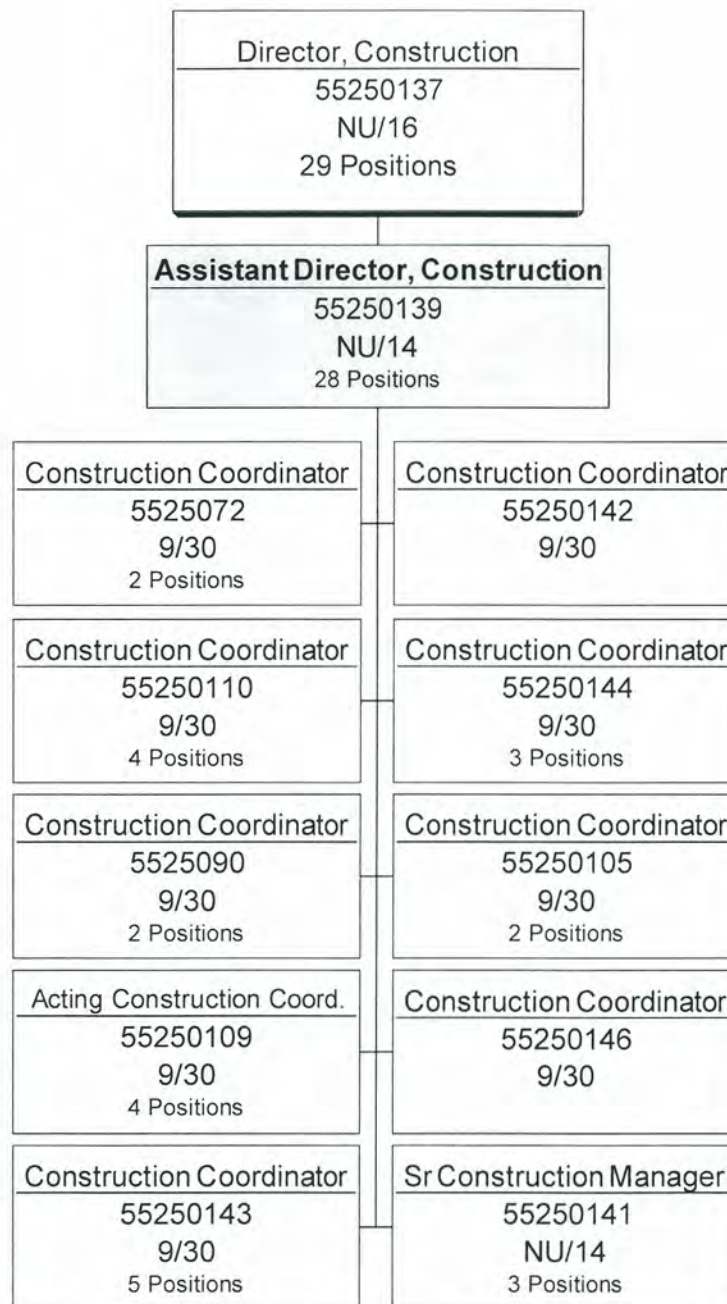 Director, Construction
55250137
NU/16
29 Positions
Assistant Director, Construction
55250139
NU/14
28 Positions
Construction Coordinator
5525072
9/30
2 Positions
Construction Coordinator
55250142
9/30
Construction Coordinator
55250110
9/30
4 Positions
Construction Coordinator
55250144
9/30
3 Positions
Construction Coordinator
5525090
9/30
2 Positions
Construction Coordinator
55250105
9/30
2 Positions
Acting Construction Coord.
55250109
9/30
4 Positions
Construction Coordinator
55250146
9/30
Construction Coordinator
55250143
9/30
5 Positions
Sr Construction Manager
55250141
NU/14
3 Positions